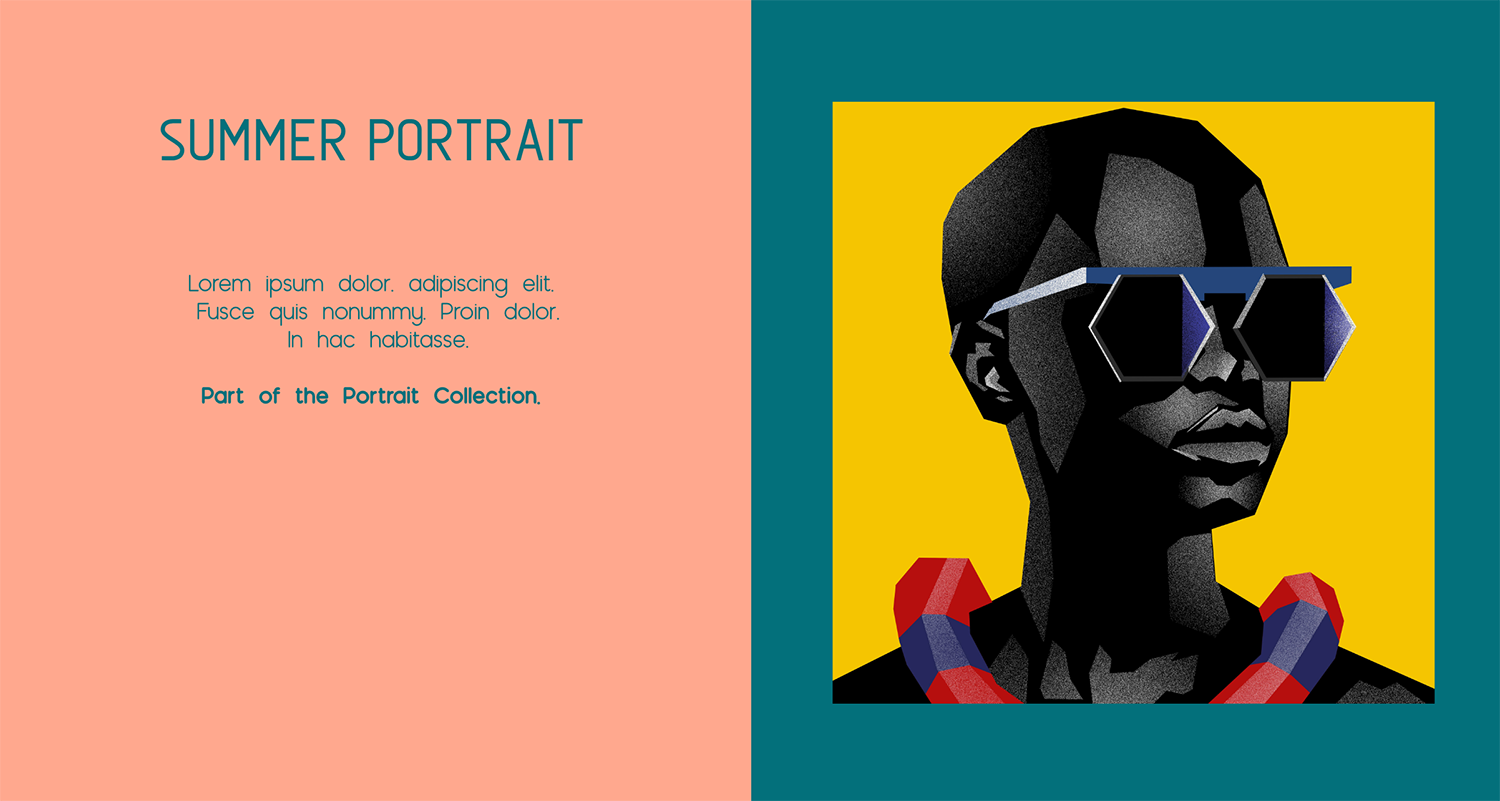 SUMMER PORTRAIT
Lorem ipsum dolor. adipiscing elit.
Fusce quis nonummy. Proin dolor.
In hac habitasse.
Part of the Portrait Collection.